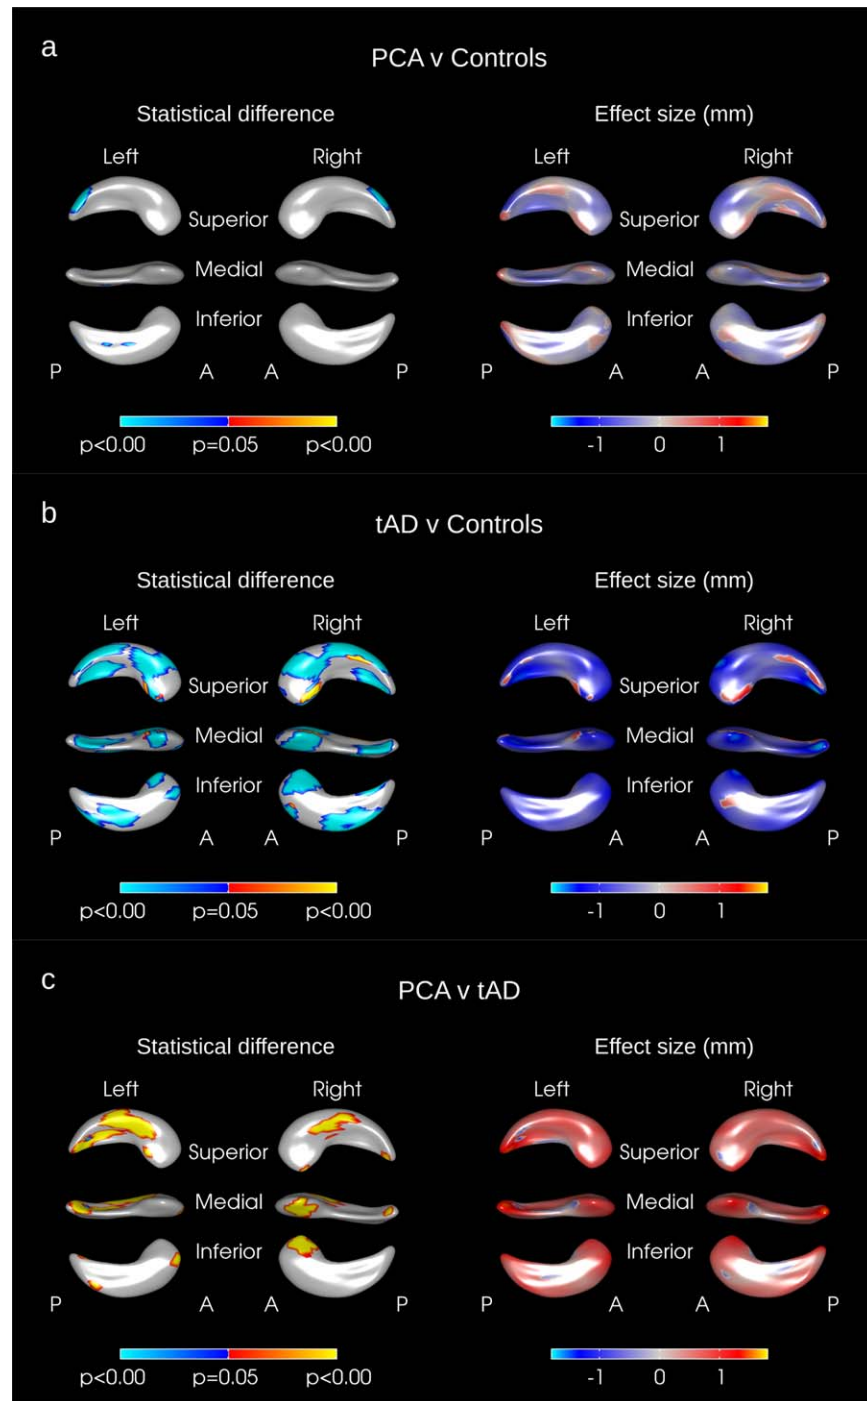 a
PCA v Controls
Statistical difference Effect size (mm)
Left Right Left Right
Superior Superior
Medial Medial
Inferior Inferior
P A A P P A A P
p<0.00 p=0.05 p<0.00 -1 0 1
b
tAD v Controls
Statistical difference Effect size (mm)
Left Right Left Right
Superior Superior
Medial Medial
Inferior Inferior
P A A P P A A P
p<0.00 p=0.05 p<0.00 -1 0 1
c
PCA v tAD
Statistical difference Effect size (mm)
Left Right Left Right
Superior Superior
Medial Medial
Inferior Inferior
P A A P P A A P
p<0.00 p=0.05 p<0.00 -1 0 1